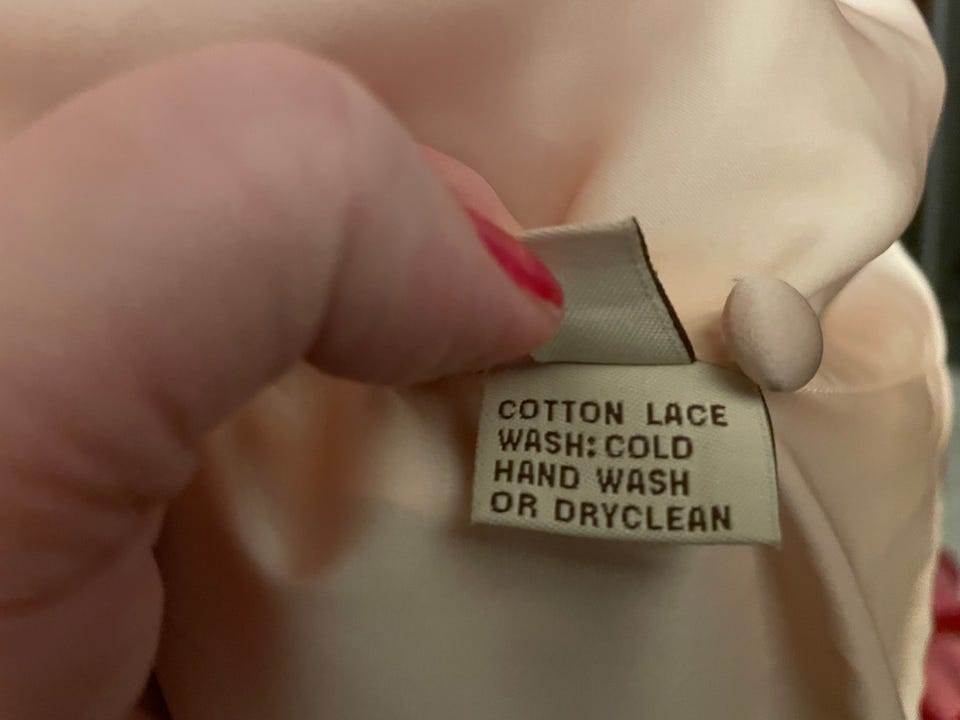 COTTON LACE
WASH: COLD
HAND WASH
OR DRYCLEAN